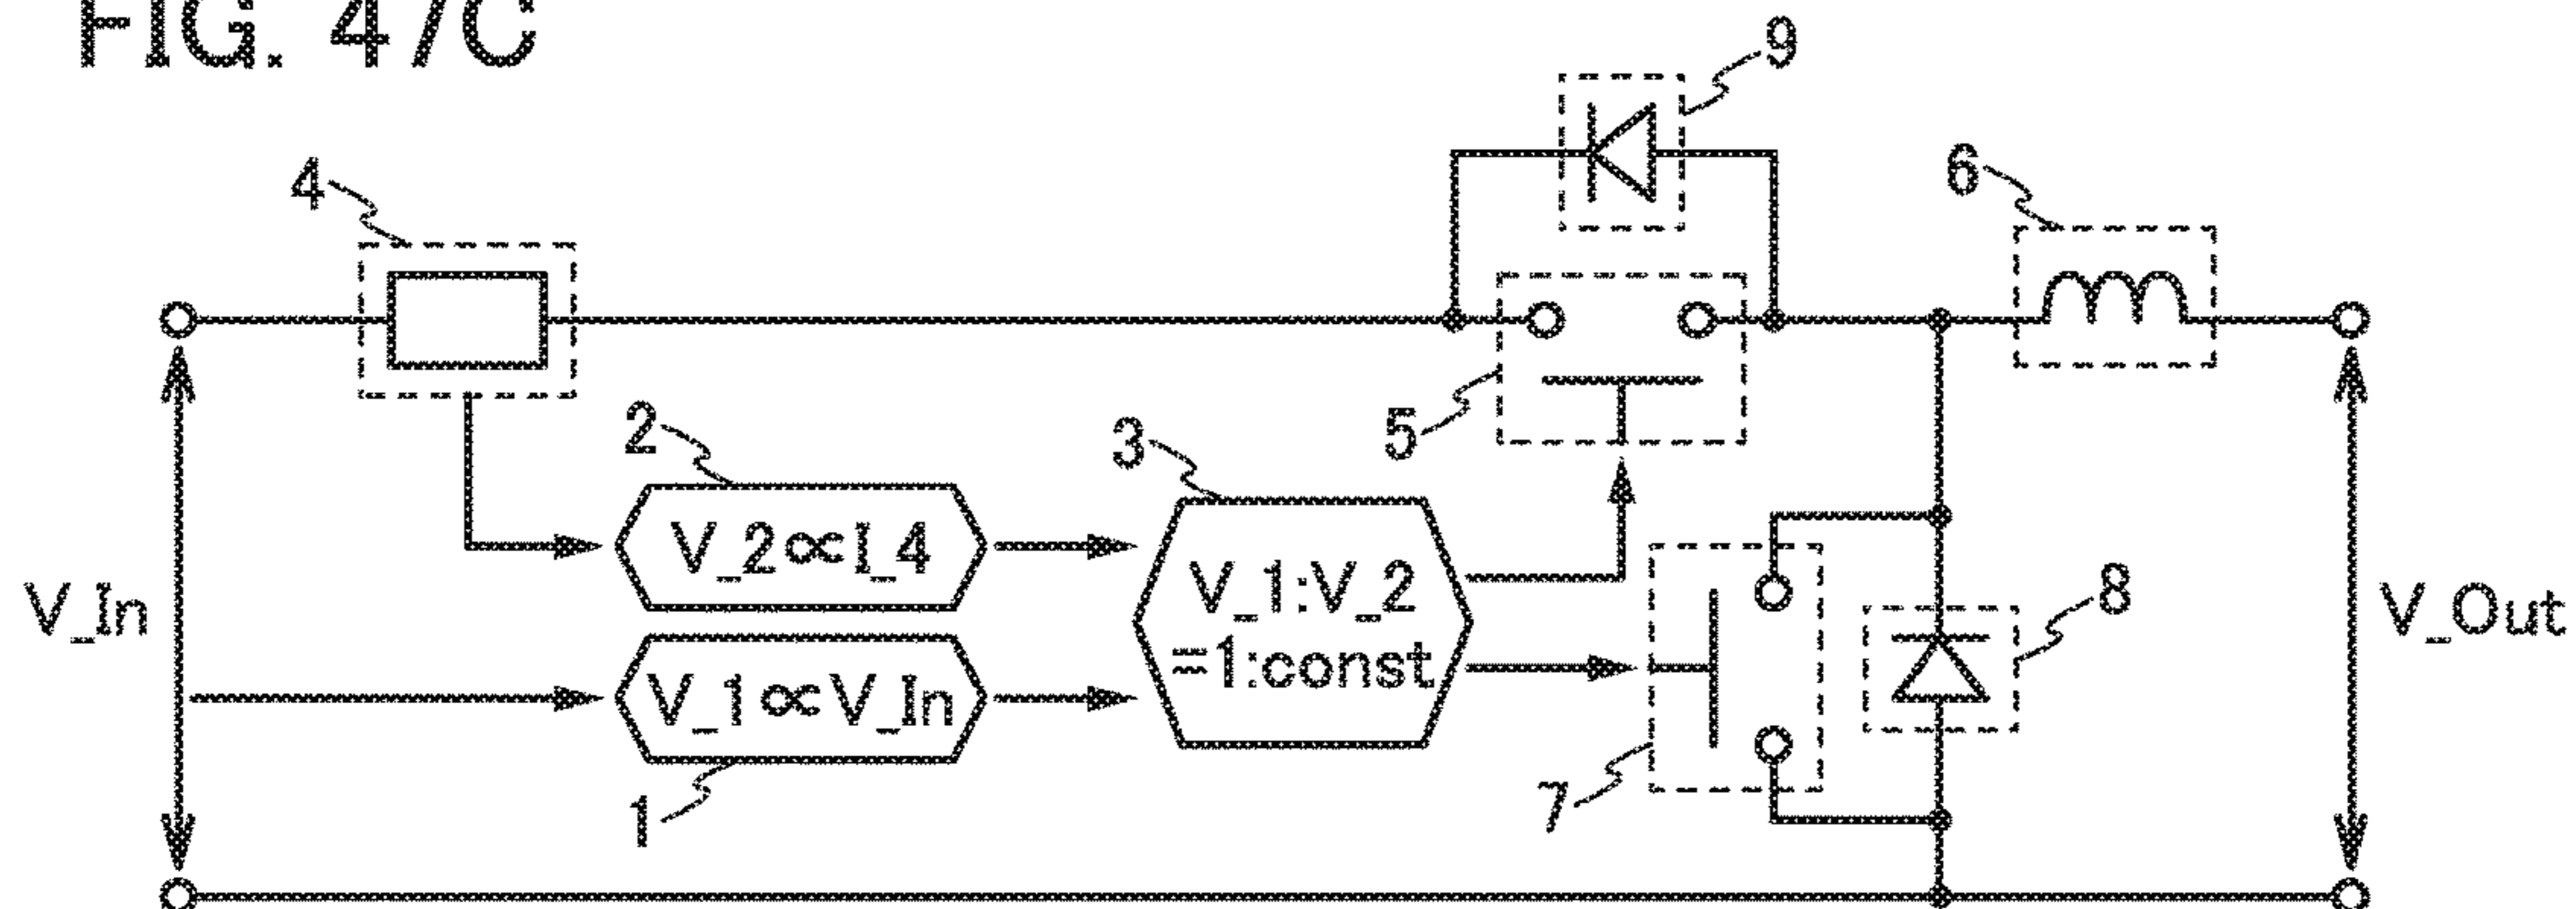 FIG. 47C
9
4
6
5
2
3
V_2∝I_4
V_1:V_2
=1:const
V_In
V_1∝V_In
8
V_Out
7
1